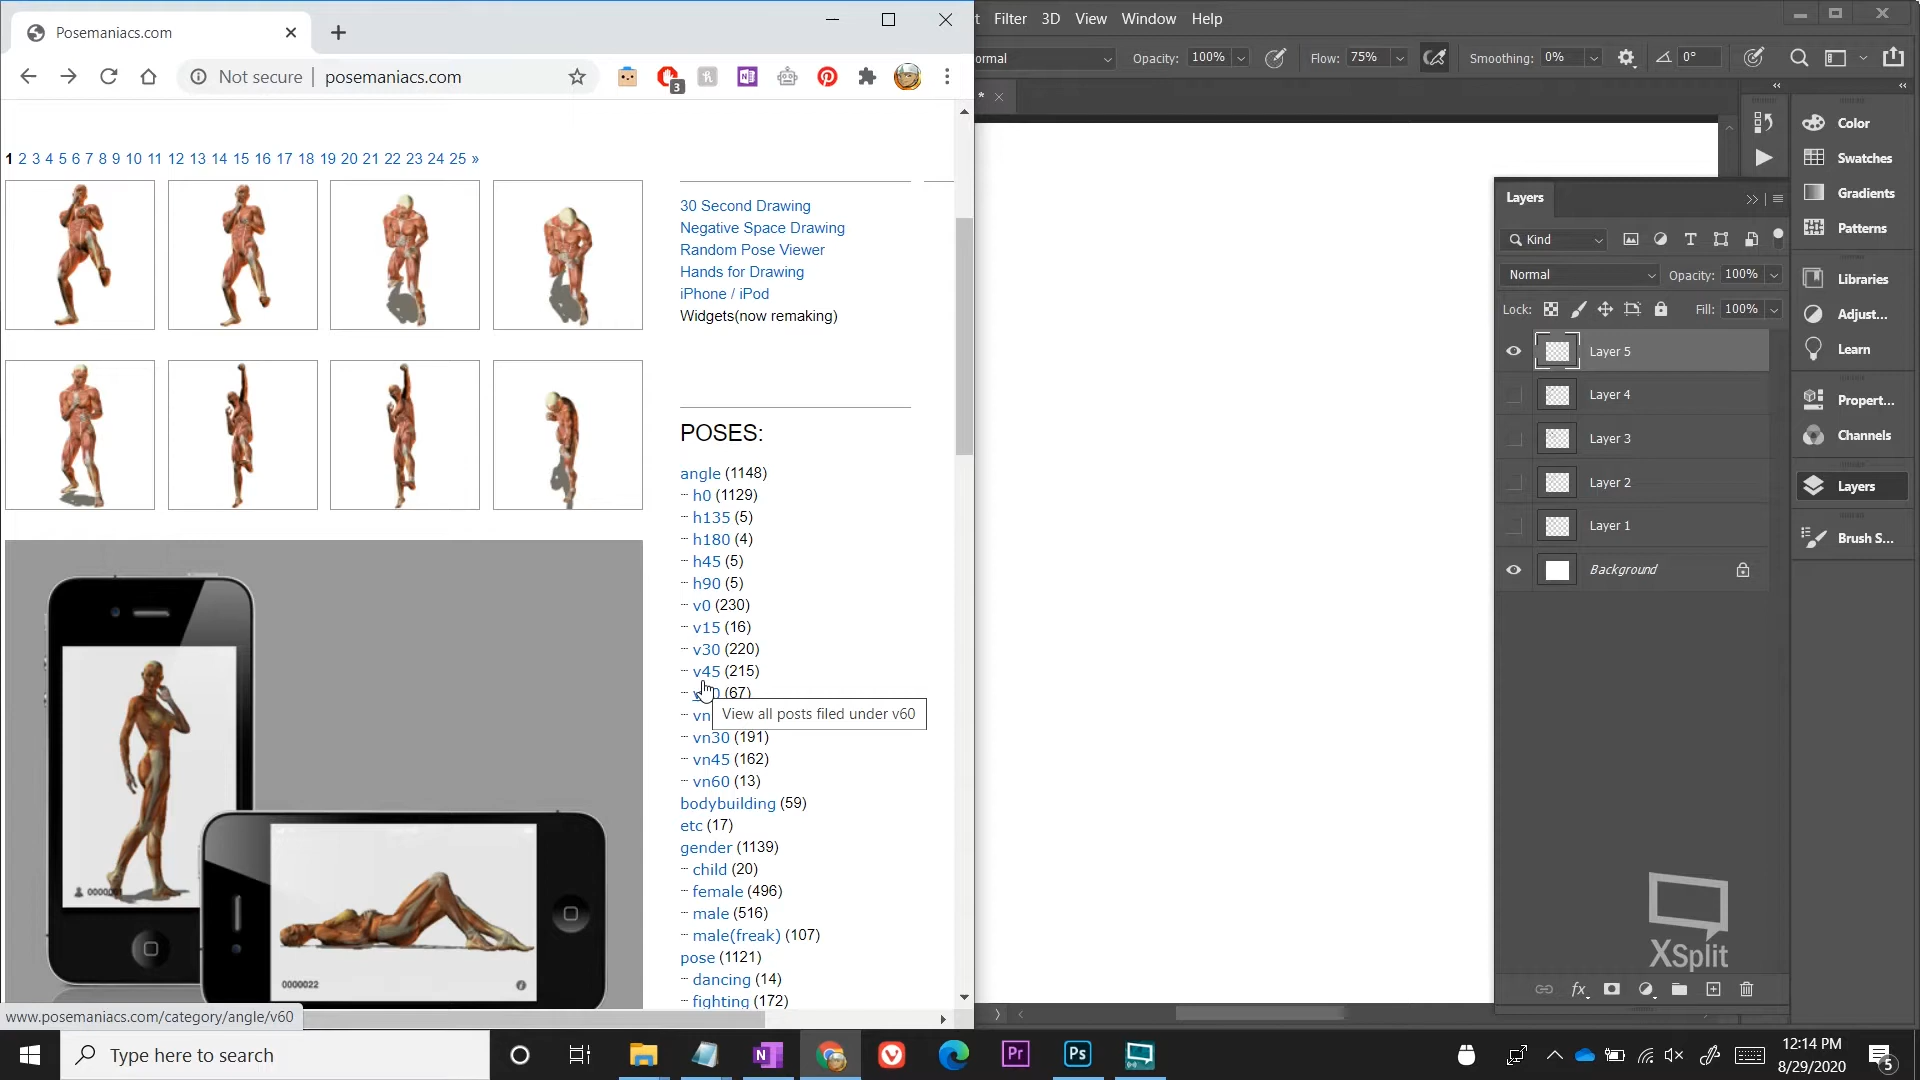 Posemaniacs.com
Filter 3D View Window Help
Not secure | posemaniacs.com
3
Opacity: 100% Flow: 75% Smoothing: 0% 0°
*
1 2 3 4 5 6 7 8 9 10 11 12 13 14 15 16 17 18 19 20 21 22 23 24 25 »
30 Second Drawing
Negative Space Drawing
Random Pose Viewer
Hands for Drawing
iPhone / iPod
Widgets(now remaking)
POSES:
angle (1148)
h0 (1129)
h135 (5)
h180 (4)
h45 (5)
h90 (5)
v0 (230)
v15 (16)
v30 (220)
v45 (215)
(67)
View all posts filed under v60
vn30 (191)
vn45 (162)
vn60 (13)
bodybuilding (59)
etc (17)
gender (1139)
child (20)
female (496)
male (516)
male(freak) (107)
pose (1121)
dancing (14)
fighting (172)
0000022
www.posemaniacs.com/category/angle/v60
Layers
Kind
Normal Opacity: 100%
Lock: Fill: 100%
Layer 5
Layer 4
Layer 3
Layer 2
Layer 1
Background
fx
XSplit
Color
Swatches
Gradients
Patterns
Libraries
Adjust...
Learn
Propert...
Channels
Layers
Brush S...
Type here to search
Pr
Ps
12:14 PM
8/29/2020
5